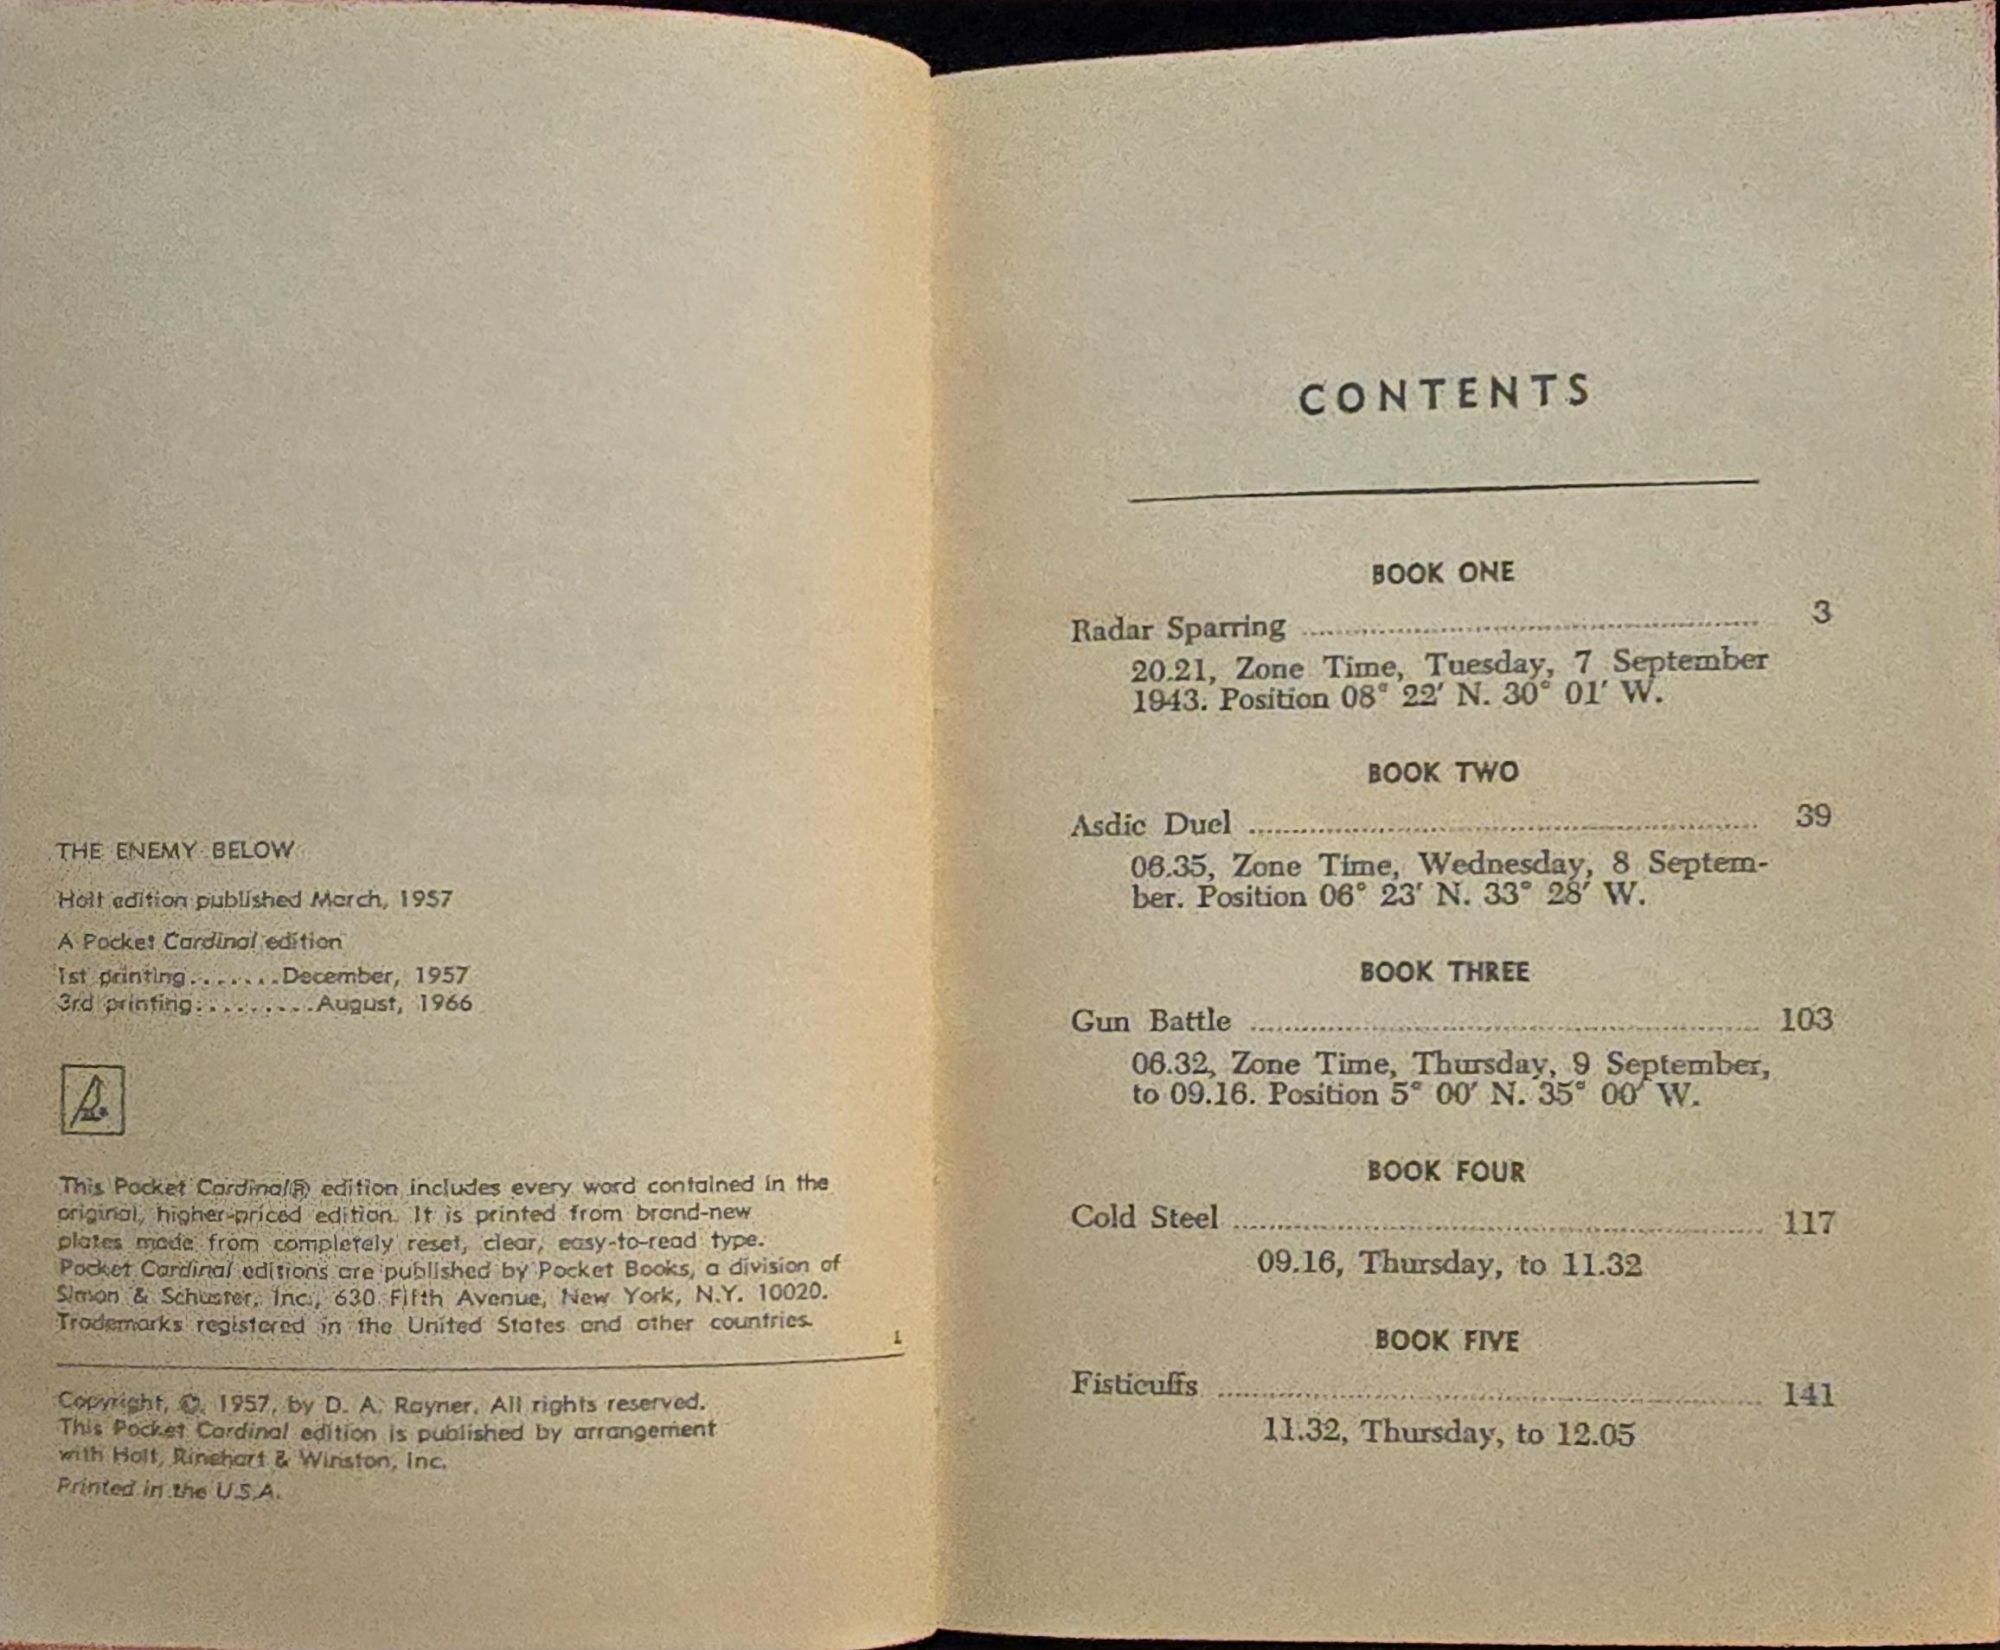 THE ENEMY BELOW
Holt edition published March, 1957
A Pocket Cardinal edition
1st printing.......December, 1957
3rd printing.........August, 1966
This Pocket Cardinal® edition includes every word contained in the
original, higher-priced edition. It is printed from brand-new
plates made from completely reset, clear, easy-to-read type.
Pocket Cardinal editions are published by Pocket Books, a division of
Simon & Schuster, Inc., 630 Fifth Avenue, New York, N.Y. 10020.
Trademarks registered in the United States and other countries.
1
Copyright, ©, 1957, by D. A. Rayner. All rights reserved.
This Pocket Cardinal edition is published by arrangement
with Holt, Rinehart & Winston, Inc.
Printed in the U.S.A.
CONTENTS
BOOK ONE
Radar Sparring ........ 3
20.21, Zone Time, Tuesday, 7 September
1943. Position 08° 22′ N. 30° 01′ W.
BOOK TWO
Asdic Duel ........ 39
06.35, Zone Time, Wednesday, 8 Septem-
ber. Position 06° 23′ N. 33° 28′ W.
BOOK THREE
Gun Battle ........ 103
06.32, Zone Time, Thursday, 9 September,
to 09.16. Position 5° 00′ N. 35° 00′ W.
BOOK FOUR
Cold Steel ........ 117
09.16, Thursday, to 11.32
BOOK FIVE
Fisticuffs ........ 141
11.32, Thursday, to 12.05